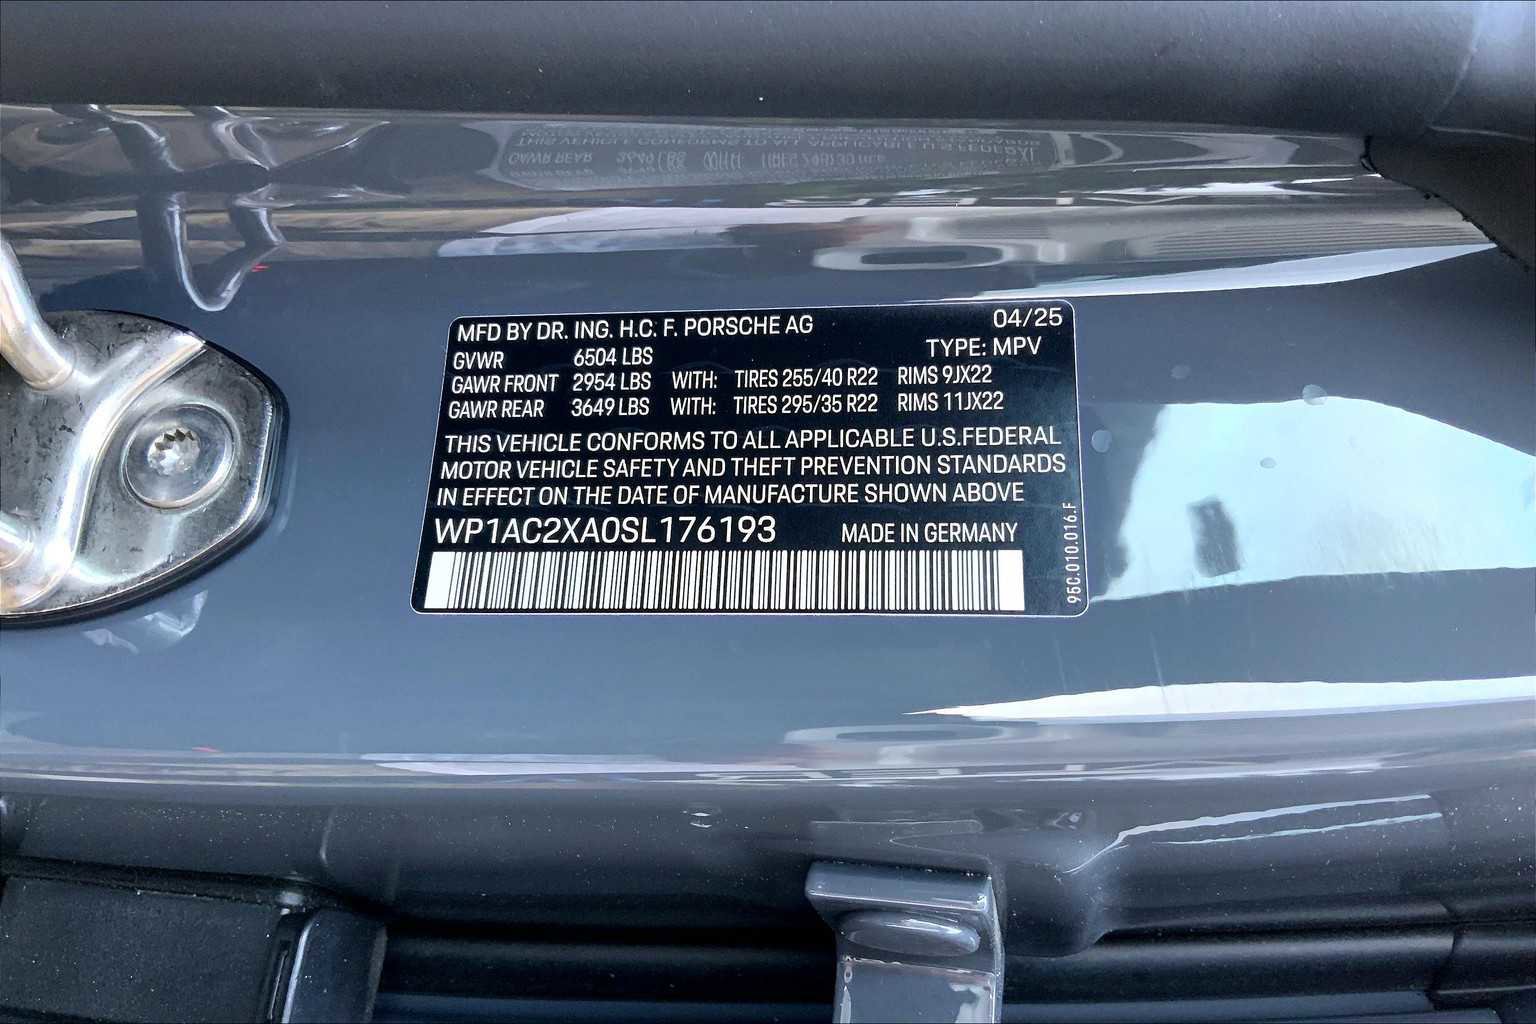 MFD BY DR. ING. H.C. F. PORSCHE AG 04/25
GVWR 6504 LBS TYPE: MPV
GAWR FRONT 2954 LBS WITH: TIRES 255/40 R22 RIMS 9JX22
GAWR REAR 3649 LBS WITH: TIRES 295/35 R22 RIMS 11JX22
THIS VEHICLE CONFORMS TO ALL APPLICABLE U.S.FEDERAL
MOTOR VEHICLE SAFETY AND THEFT PREVENTION STANDARDS
IN EFFECT ON THE DATE OF MANUFACTURE SHOWN ABOVE
WP1AC2XA0SL176193 MADE IN GERMANY
95C.010.016.F